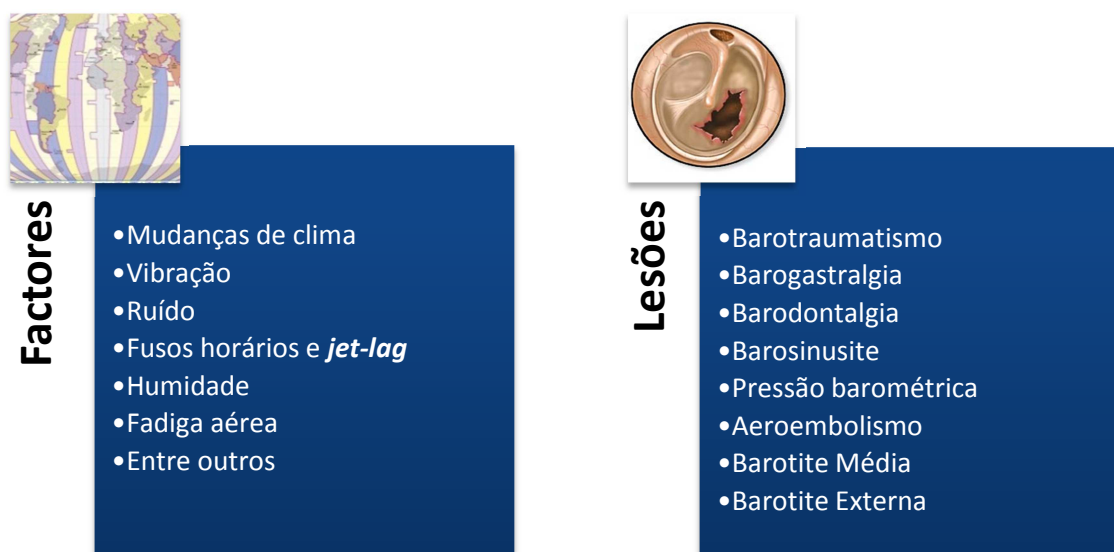 Factores
•Mudanças de clima
•Vibração
•Ruído
•Fusos horários e jet-lag
•Humidade
•Fadiga aérea
•Entre outros
Lesões
•Barotraumatismo
•Barogastralgia
•Barodontalgia
•Barosinusite
•Pressão barométrica
•Aeroembolismo
•Barotite Média
•Barotite Externa